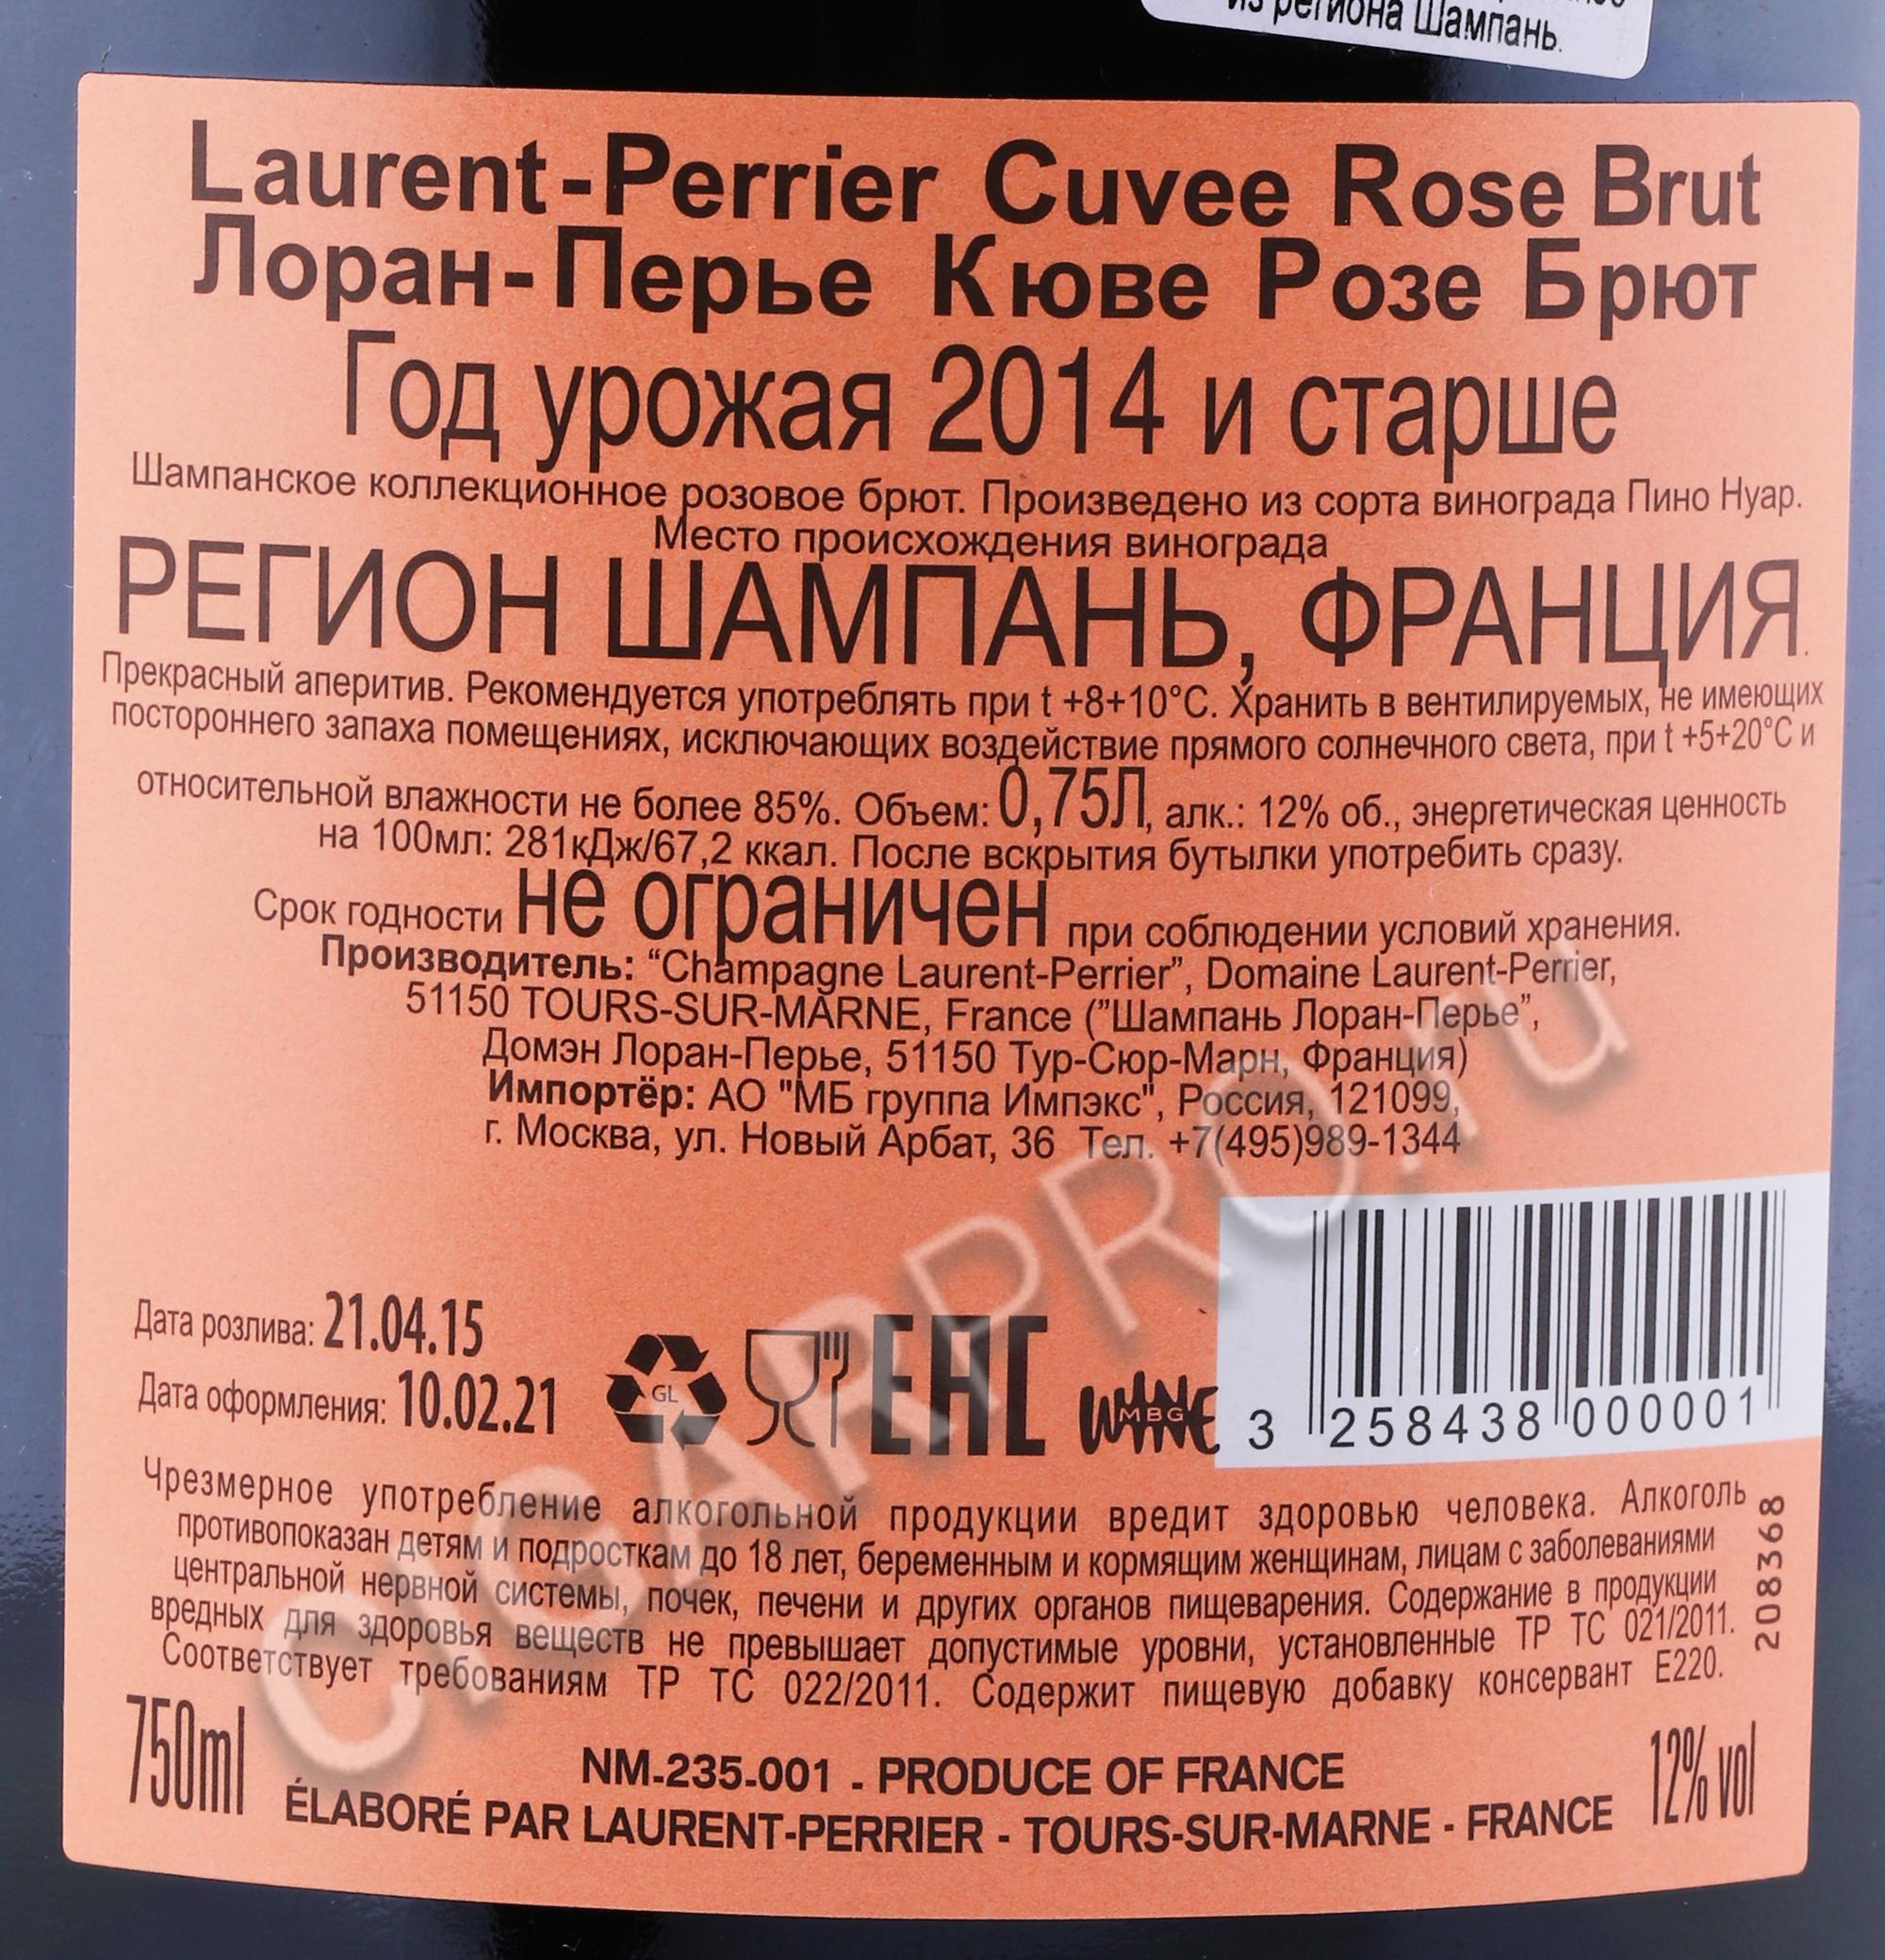 из региона Шампань.
Laurent-Perrier Cuvee Rose Brut
Лоран-Перье Кюве Розе Брют
Год урожая 2014 и старше
Шампанское коллекционное розовое брют. Произведено из сорта винограда Пино Нуар.
Место происхождения винограда
РЕГИОН ШАМПАНЬ, ФРАНЦИЯ.
Прекрасный аперитив. Рекомендуется употреблять при t +8+10°С. Хранить в вентилируемых, не имеющих
постороннего запаха помещениях, исключающих воздействие прямого солнечного света, при t +5+20°С и
относительной влажности не более 85%. Объем: 0,75Л, алк.: 12% об., энергетическая ценность
на 100мл: 281кДж/67,2 ккал. После вскрытия бутылки употребить сразу.
Срок годности не ограничен при соблюдении условий хранения.
Производитель: “Champagne Laurent-Perrier”, Domaine Laurent-Perrier,
51150 TOURS-SUR-MARNE, France (”Шампань Лоран-Перье”,
Домэн Лоран-Перье, 51150 Тур-Сюр-Марн, Франция)
Импортёр: АО "МБ группа Импэкс", Россия, 121099,
г. Москва, ул. Новый Арбат, 36 Тел. +7(495)989-1344
Дата розлива: 21.04.15
Дата оформления: 10.02.21
GL
EAC
WINE
MBG
3 258438 000001
Чрезмерное употребление алкогольной продукции вредит здоровью человека. Алкоголь
противопоказан детям и подросткам до 18 лет, беременным и кормящим женщинам, лицам с заболеваниями
центральной нервной системы, почек, печени и других органов пищеварения. Содержание в продукции
вредных для здоровья веществ не превышает допустимые уровни, установленные ТР ТС 021/2011.
Соответствует требованиям ТР ТС 022/2011. Содержит пищевую добавку консервант Е220.
208368
750ml
NM-235-001 - PRODUCE OF FRANCE
ÉLABORÉ PAR LAURENT-PERRIER - TOURS-SUR-MARNE - FRANCE
12% vol
CIGARPRO.ru